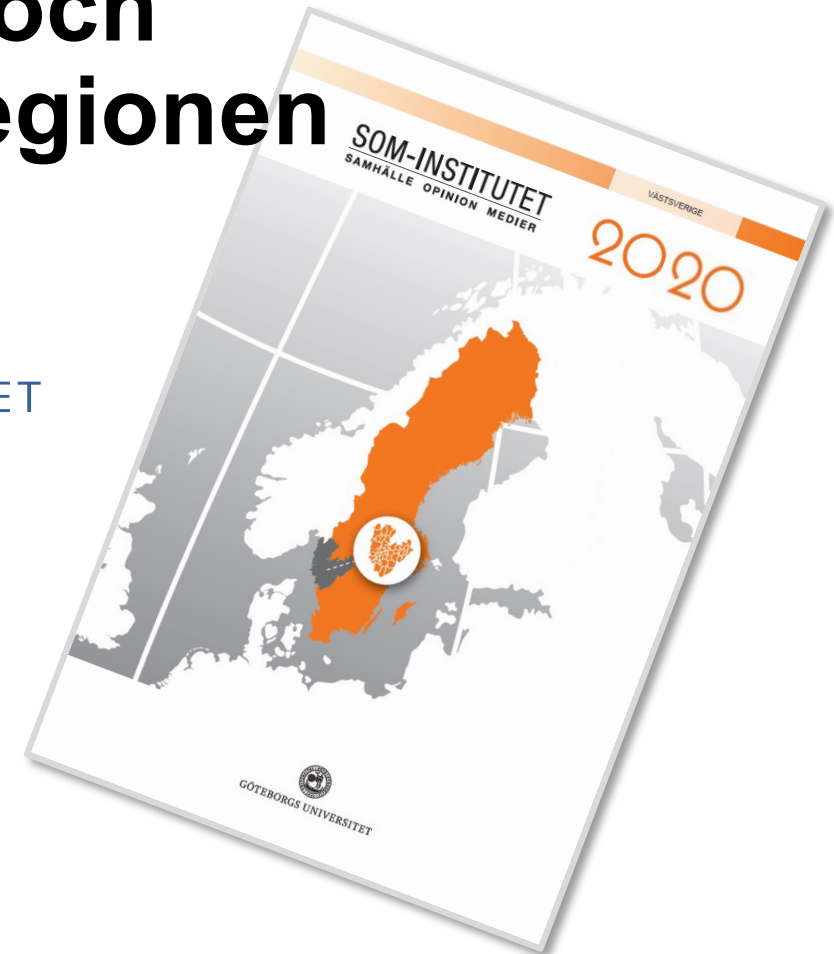 och
egionen
ET
VÄSTSVERIGE
SOM-INSTITUTET
SAMHÄLLE OPINION MEDIER
2020
GÖTEBORGS UNIVERSITET